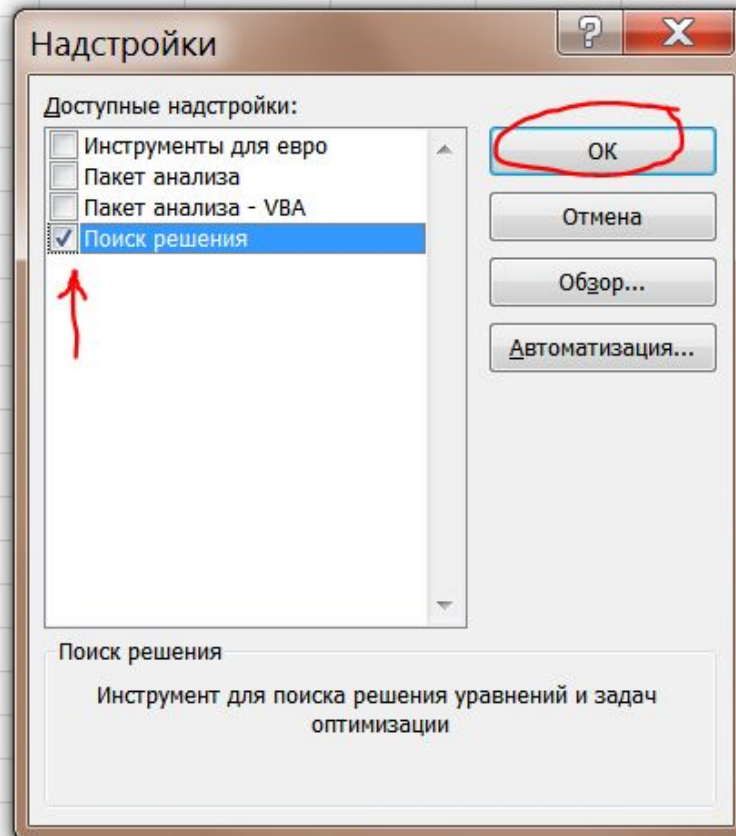 Надстройки
Доступные надстройки:
Инструменты для евро
Пакет анализа
Пакет анализа - VBA
Поиск решения
ОК
Отмена
Обзор...
Автоматизация...
Поиск решения
Инструмент для поиска решения уравнений и задач
оптимизации